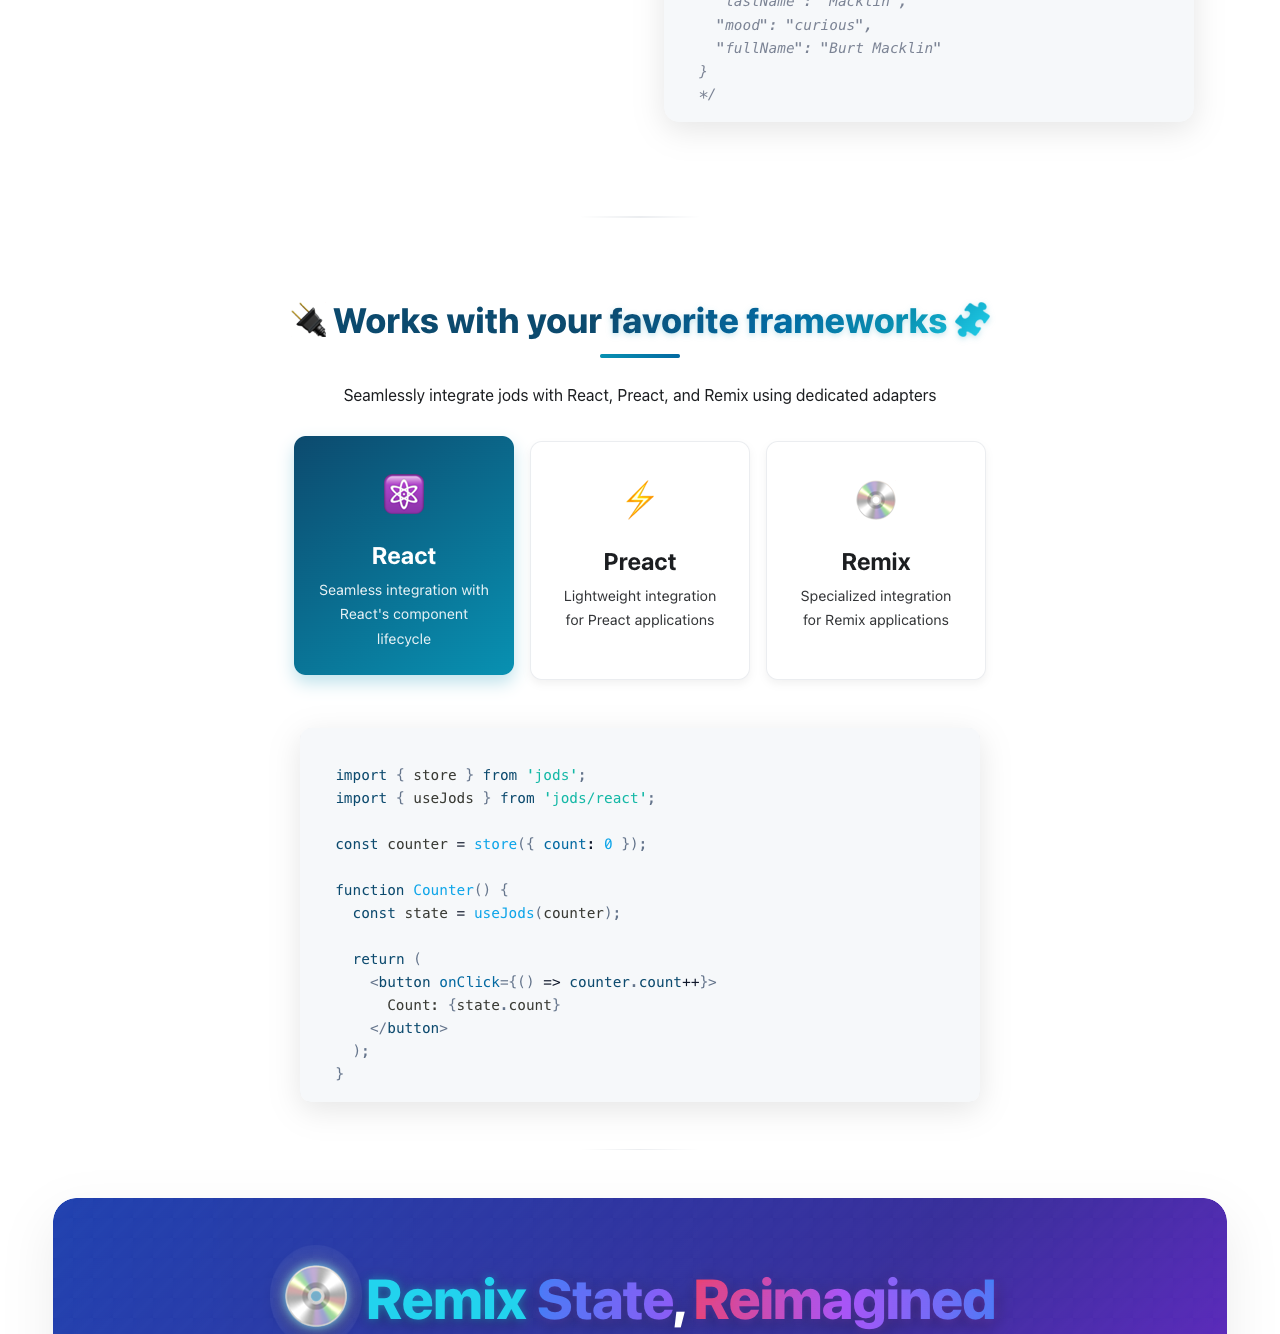 "lastName": "Macklin",
"mood": "curious",
"fullName": "Burt Macklin"
}
*/
Works with your favorite frameworks
Seamlessly integrate jods with React, Preact, and Remix using dedicated adapters
React
Seamless integration with
React's component
lifecycle
Preact
Lightweight integration
for Preact applications
Remix
Specialized integration
for Remix applications
import { store } from 'jods';
import { useJods } from 'jods/react';
const counter = store({ count: 0 });
function Counter() {
const state = useJods(counter);
return (
<button onClick={() => counter.count++}>
Count: {state.count}
</button>
);
}
Remix State, Reimagined